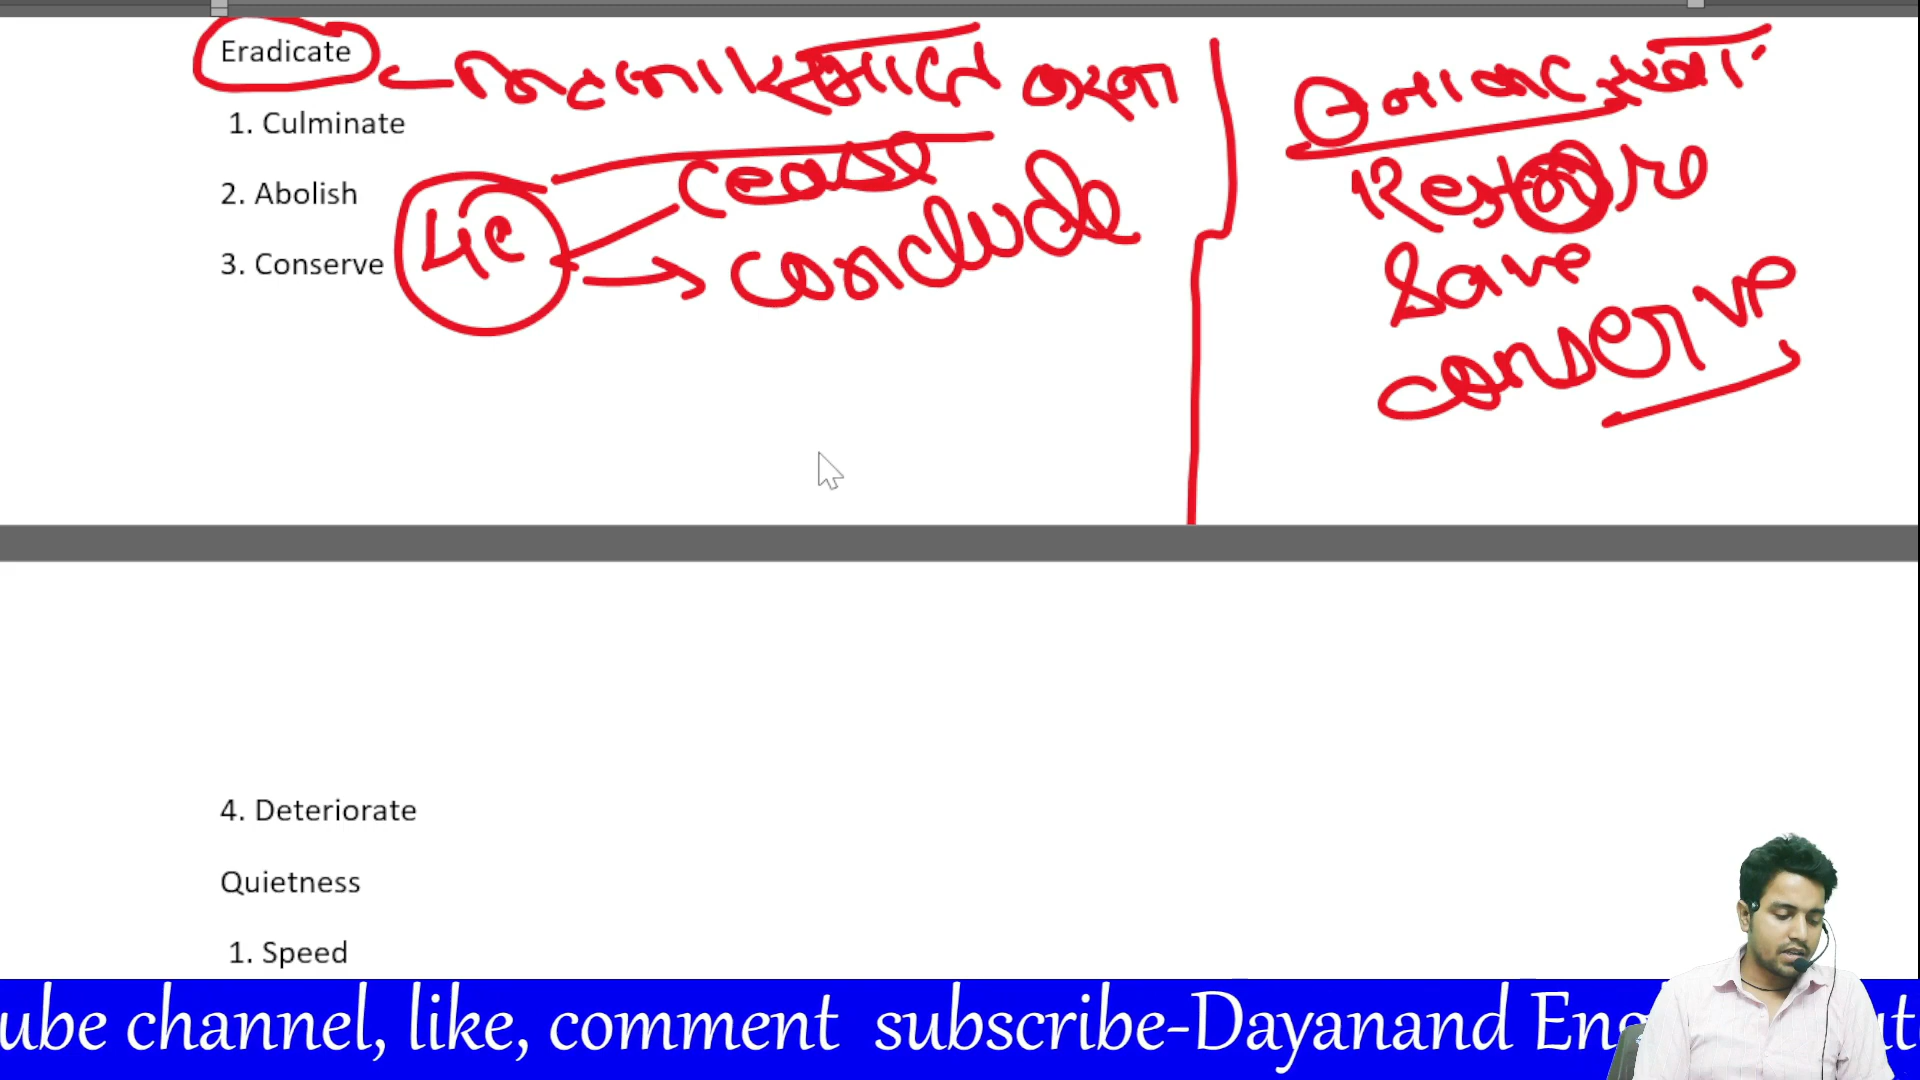 Eradicate
1. Culminate
cease
2. Abolish
conclude
3. Conserve
Restore
Save
conserve
4. Deteriorate
Quietness
1. Speed
ube channel, like, comment subscribe-Dayanand Eng